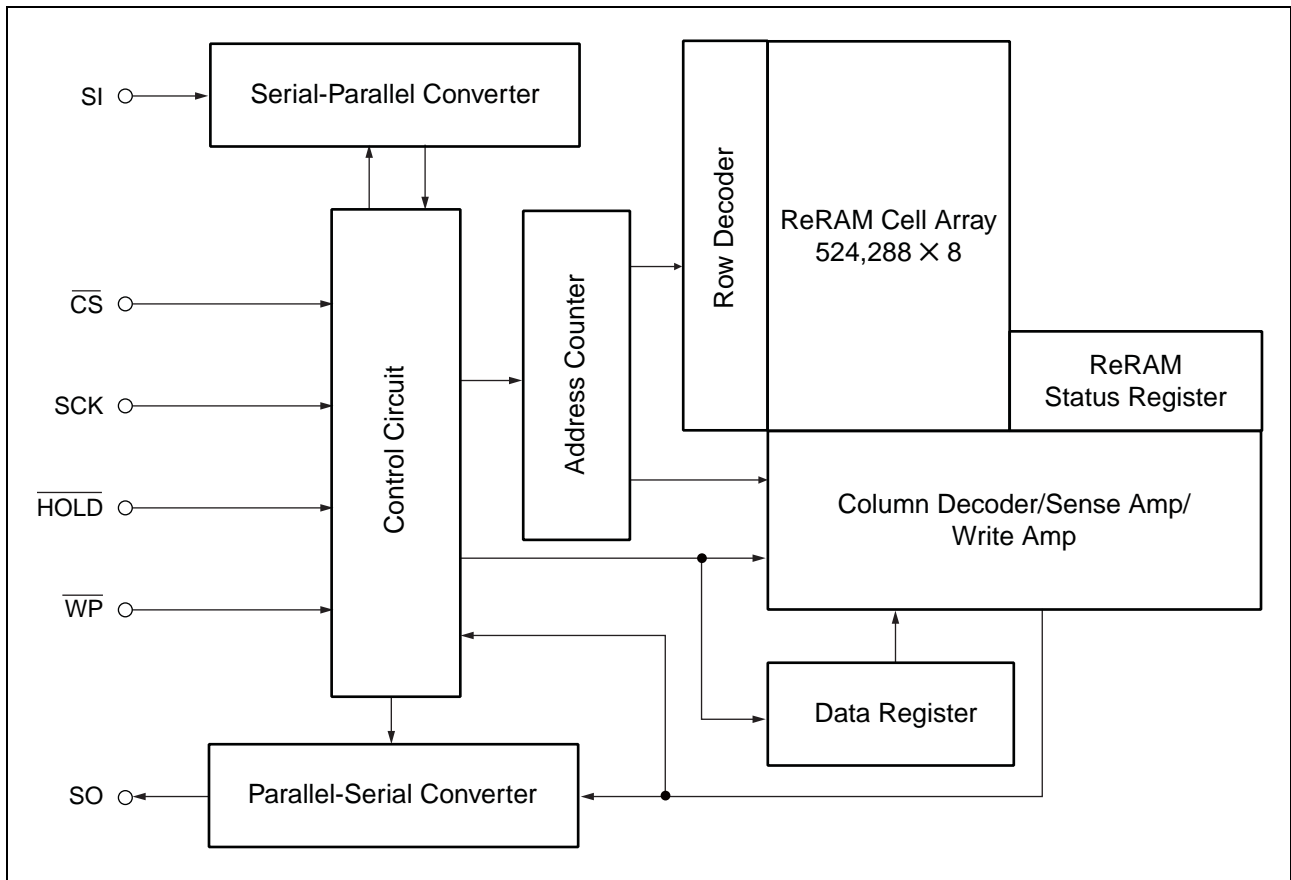 SI
Serial-Parallel Converter
CS
SCK
HOLD
WP
SO
Control Circuit
Address Counter
Row Decoder
ReRAM Cell Array
524,288 × 8
ReRAM
Status Register
Column Decoder/Sense Amp/
Write Amp
Data Register
Parallel-Serial Converter